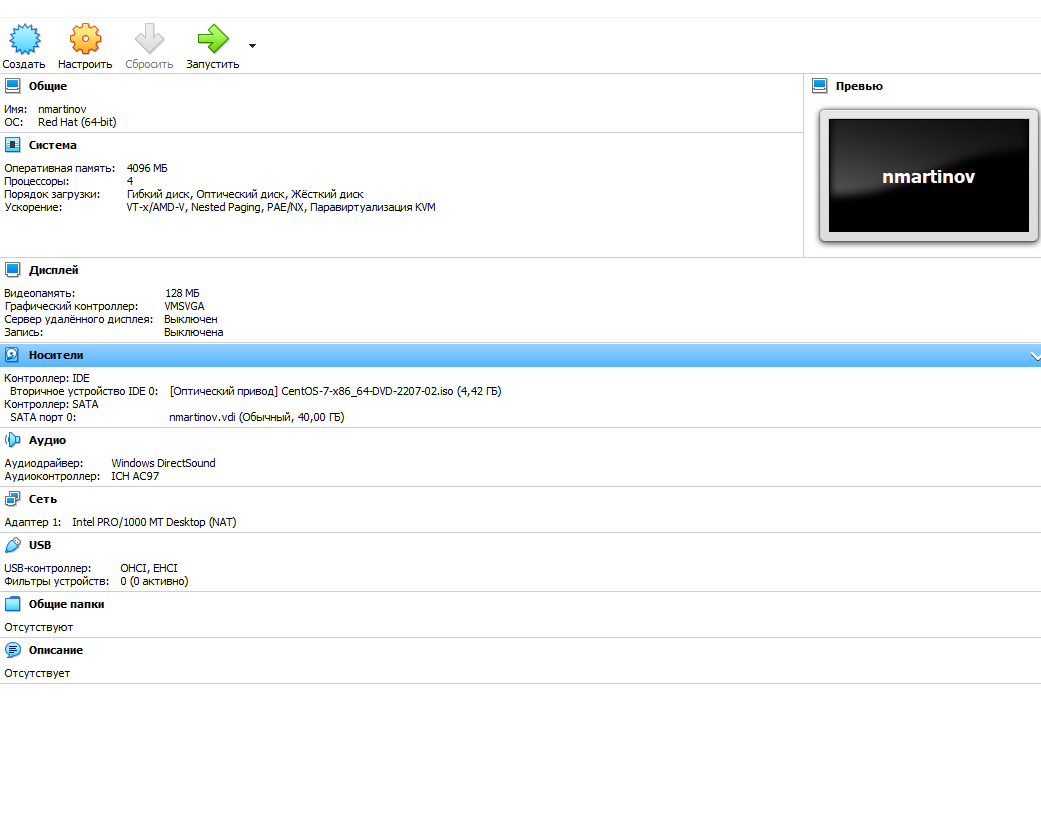 Создать Настроить Сбросить Запустить
Общие
Имя: nmartinov
ОС: Red Hat (64-bit)
Превью
nmartinov
Система
Оперативная память: 4096 МБ
Процессоры: 4
Порядок загрузки: Гибкий диск, Оптический диск, Жёсткий диск
Ускорение: VT-x/AMD-V, Nested Paging, PAE/NX, Паравиртуализация KVM
Дисплей
Видеопамять: 128 МБ
Графический контроллер: VMSVGA
Сервер удалённого дисплея: Выключен
Запись: Выключена
Носители
Контроллер: IDE
Вторичное устройство IDE 0: [Оптический привод] CentOS-7-x86_64-DVD-2207-02.iso (4,42 ГБ)
Контроллер: SATA
SATA порт 0: nmartinov.vdi (Обычный, 40,00 ГБ)
Аудио
Аудиодрайвер: Windows DirectSound
Аудиоконтроллер: ICH AC97
Сеть
Адаптер 1: Intel PRO/1000 MT Desktop (NAT)
USB
USB-контроллер: OHCI, EHCI
Фильтры устройств: 0 (0 активно)
Общие папки
Отсутствуют
Описание
Отсутствует